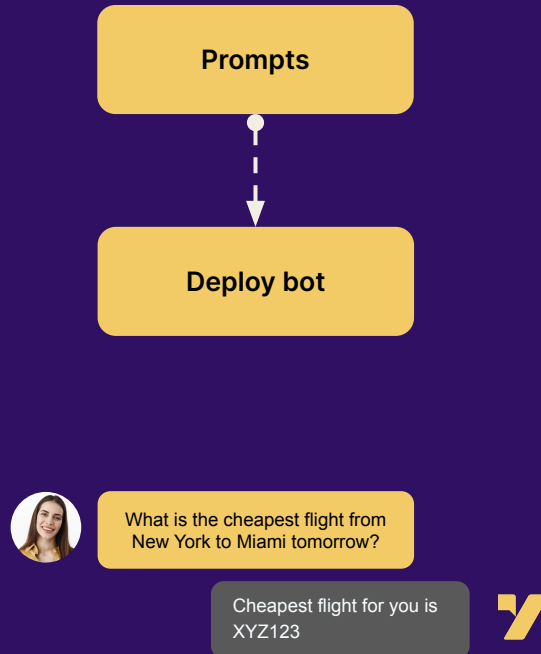 Prompts
Deploy bot
What is the cheapest flight from
New York to Miami tomorrow?
Cheapest flight for you is
XYZ123